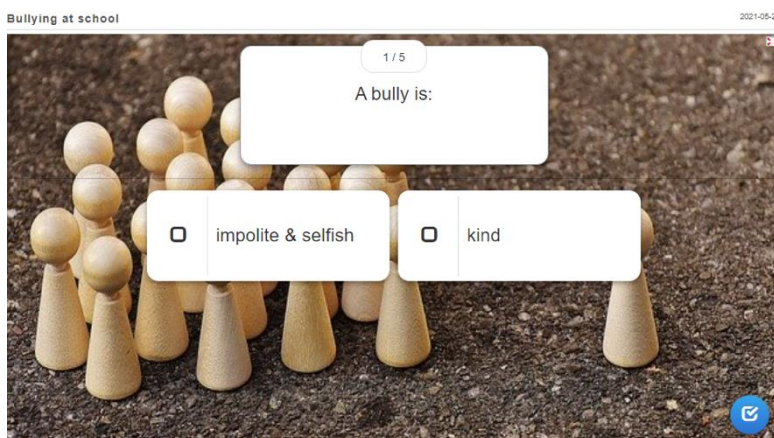 Bullying at school
1 / 5
A bully is:
impolite & selfish
kind